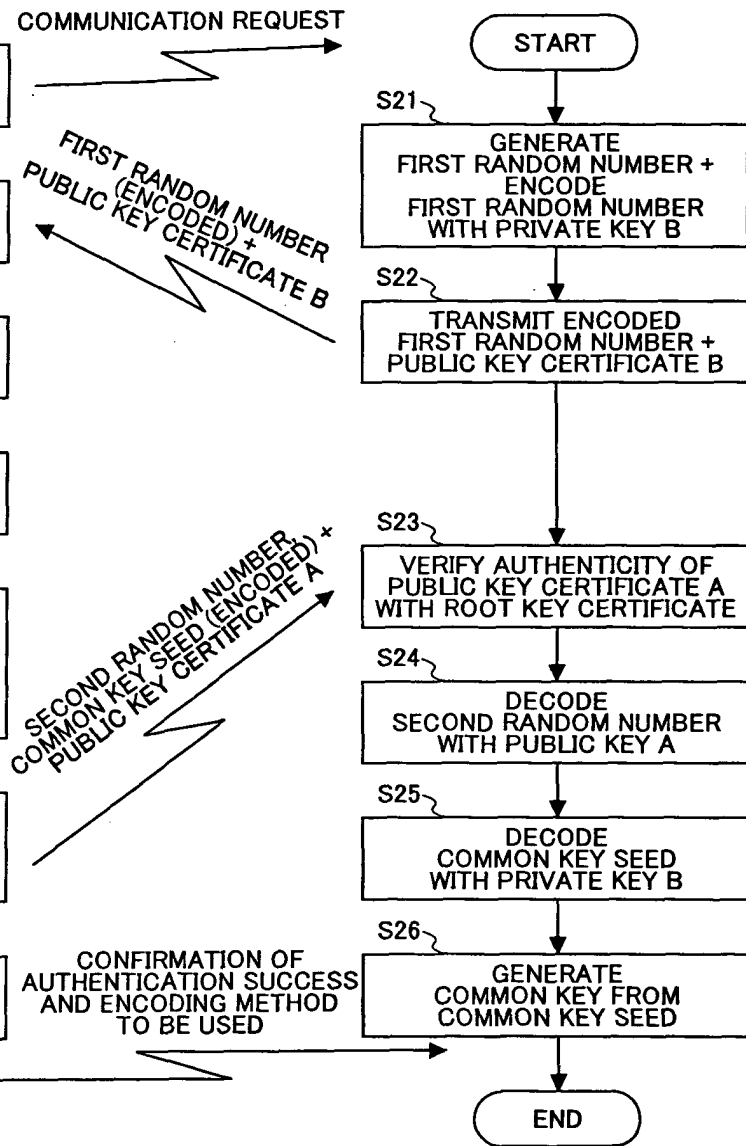 COMMUNICATION REQUEST
START
S21
GENERATE
FIRST RANDOM NUMBER +
ENCODE
FIRST RANDOM NUMBER
WITH PRIVATE KEY B
FIRST RANDOM NUMBER
(ENCODED) +
PUBLIC KEY CERTIFICATE B
S22
TRANSMIT ENCODED
FIRST RANDOM NUMBER +
PUBLIC KEY CERTIFICATE B
SECOND RANDOM NUMBER,
COMMON KEY SEED (ENCODED) +
PUBLIC KEY CERTIFICATE A
S23
VERIFY AUTHENTICITY OF
PUBLIC KEY CERTIFICATE A
WITH ROOT KEY CERTIFICATE
S24
DECODE
SECOND RANDOM NUMBER
WITH PUBLIC KEY A
S25
DECODE
COMMON KEY SEED
WITH PRIVATE KEY B
S26
GENERATE
COMMON KEY FROM
COMMON KEY SEED
CONFIRMATION OF
AUTHENTICATION SUCCESS
AND ENCODING METHOD
TO BE USED
END